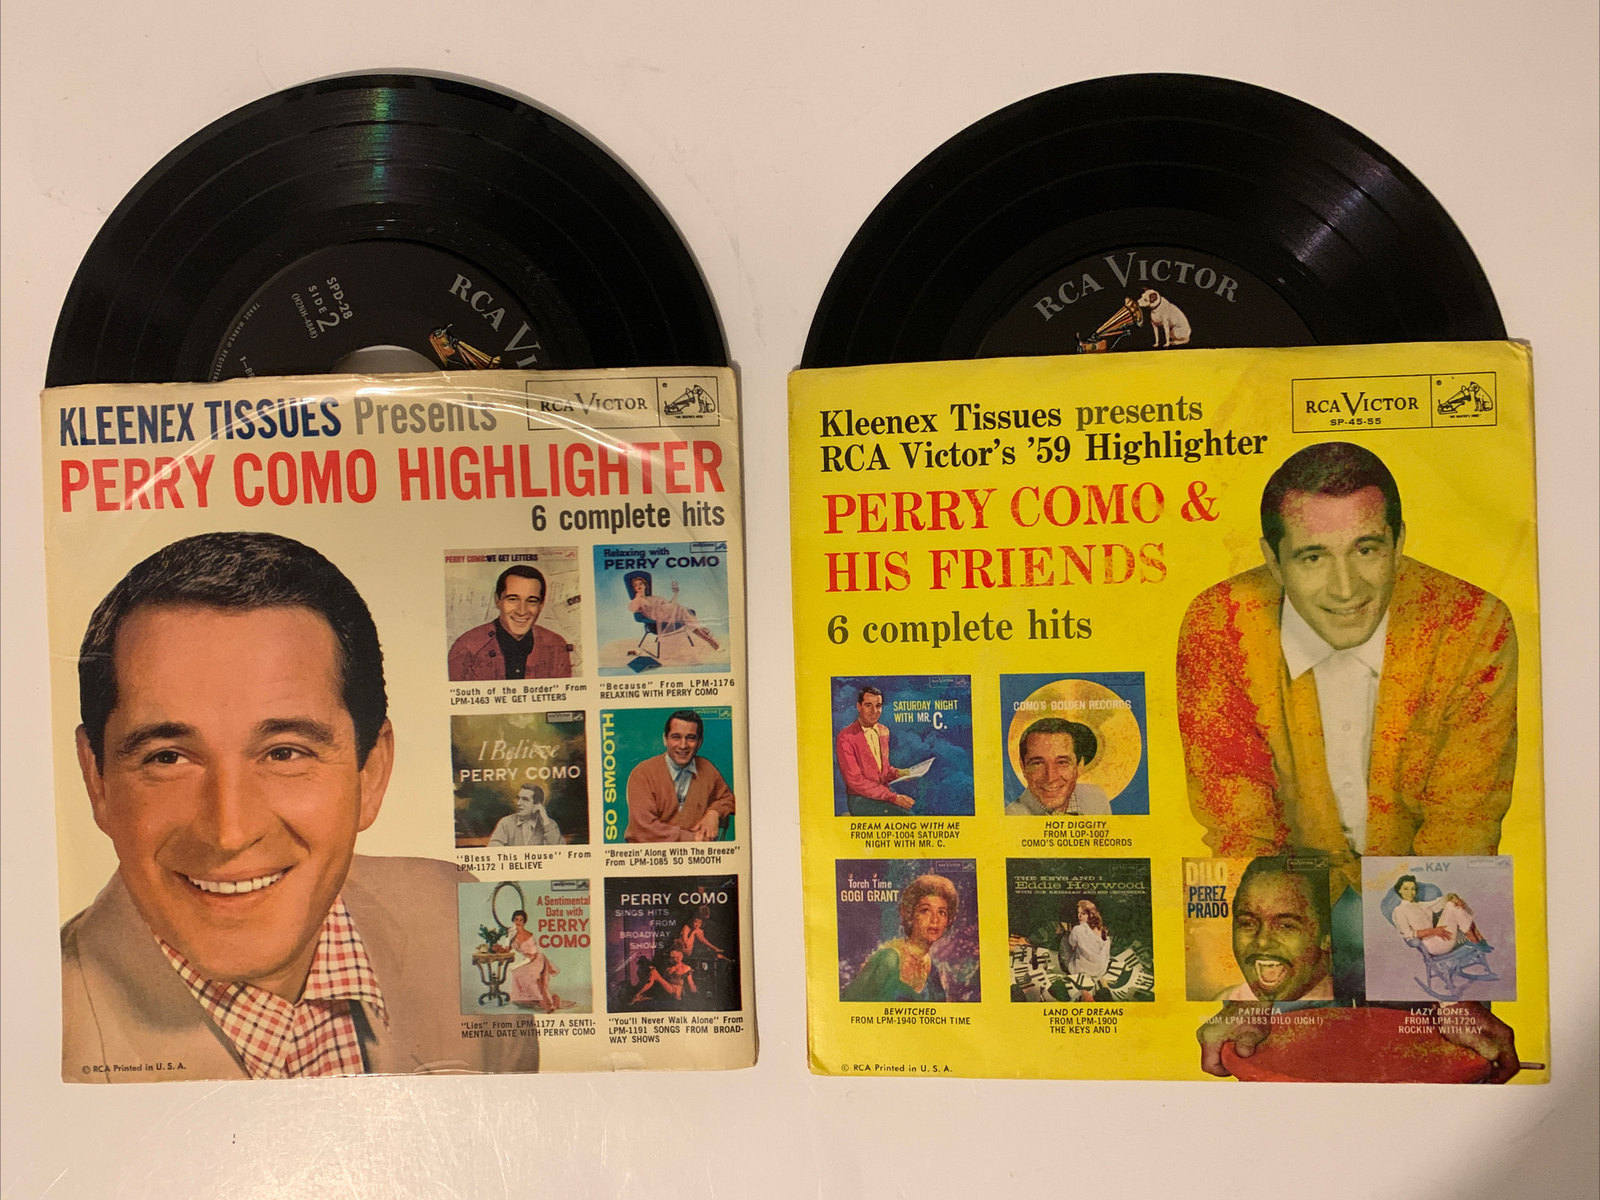 SPD-28
SIDE 2
(H2NH-4848)
RCA VI
KLEENEX TISSUES Presents
RCA VICTOR
PERRY COMO HIGHLIGHTER
6 complete hits
PERRY COMO: WE GET LETTERS
"South of the Border" From
LPM-1463 WE GET LETTERS
Relaxing with
PERRY COMO
"Because" From LPM-1176
RELAXING WITH PERRY COMO
I Believe
PERRY COMO
"Bless This House" From
LPM-1172 I BELIEVE
SO SMOOTH
"Breezin' Along With The Breeze"
From LPM-1085 SO SMOOTH
A Sentimental
Date with
PERRY
COMO
"Lies" From LPM-1177 A SENTI-
MENTAL DATE WITH PERRY COMO
PERRY COMO
SINGS HITS
FROM
BROADWAY
SHOWS
"You'll Never Walk Alone" From
LPM-1191 SONGS FROM BROAD-
WAY SHOWS
© RCA Printed in U. S. A.
RCA VICTOR
Kleenex Tissues presents
RCA Victor's '59 Highlighter
RCA VICTOR
SP-45-55
PERRY COMO &
HIS FRIENDS
6 complete hits
SATURDAY NIGHT
WITH MR. C.
DREAM ALONG WITH ME
FROM LOP-1004 SATURDAY
NIGHT WITH MR. C.
COMO'S GOLDEN RECORDS
HOT DIGGITY
FROM LOP-1007
COMO'S GOLDEN RECORDS
Torch Time
GOGI GRANT
BEWITCHED
FROM LPM-1940 TORCH TIME
THE KEYS AND I
Eddie Heywood
LAND OF DREAMS
FROM LPM-1900
THE KEYS AND I
DILO
PEREZ
PRADO
PATRICIA
FROM LPM-1883 DILO (UGH!)
with KAY
LAZY BONES
FROM LPM-1720
ROCKIN' WITH KAY
© RCA Printed in U. S. A.